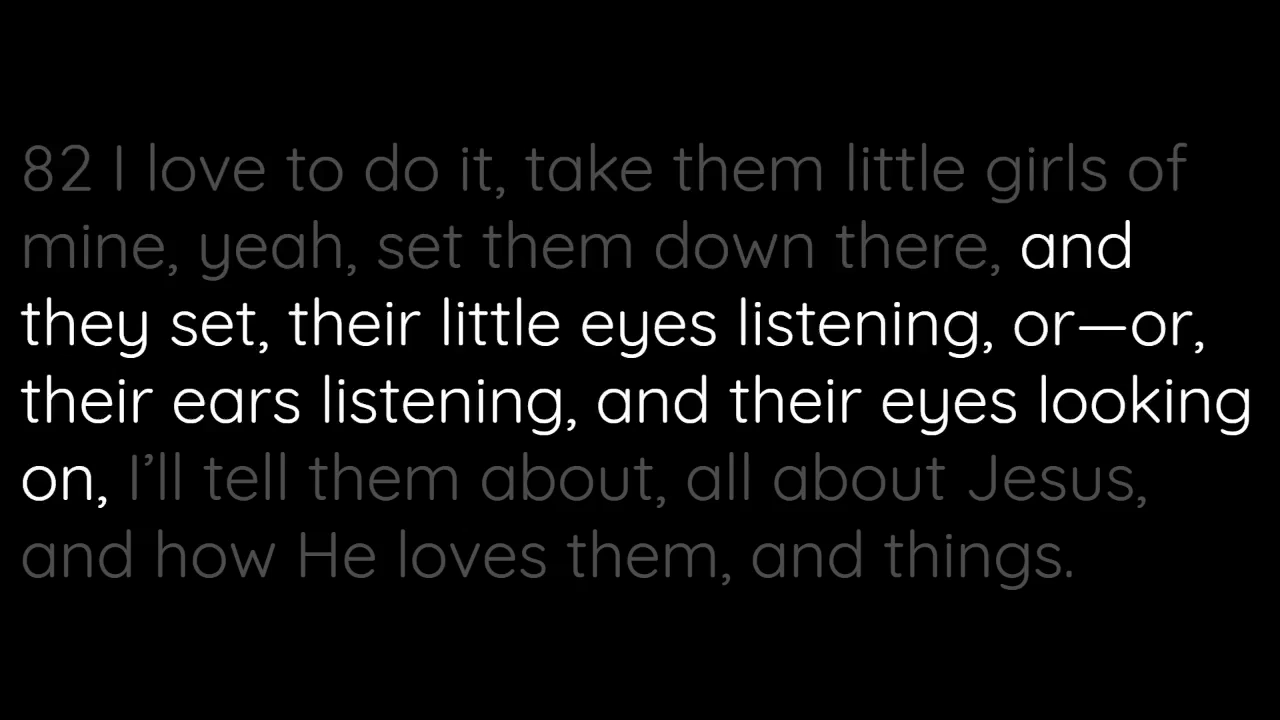 82 I love to do it, take them little girls of
mine, yeah, set them down there, and
they set, their little eyes listening, or—or,
their ears listening, and their eyes looking
on, I’ll tell them about, all about Jesus,
and how He loves them, and things.